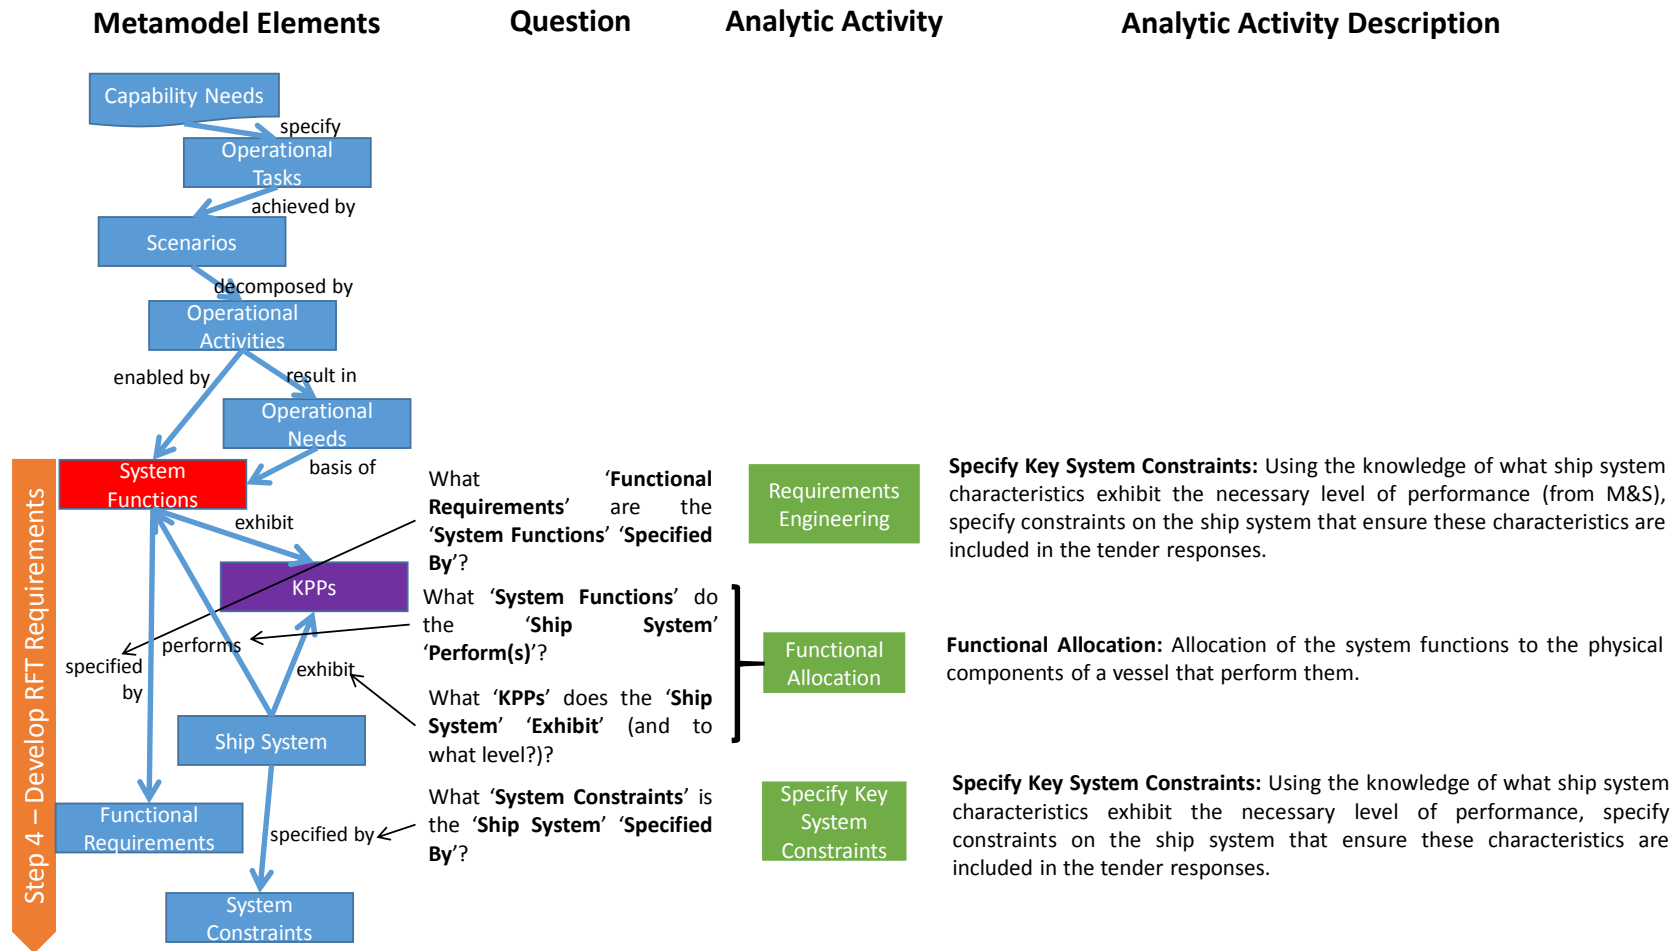 Metamodel Elements
Question
Analytic Activity
Analytic Activity Description
Capability Needs
specify
Operational
Tasks
achieved by
Scenarios
decomposed by
Operational
Activities
enabled by
result in
Operational
Needs
basis of
System
Functions
exhibit
KPPs
performs
specified
by
exhibit
Ship System
Functional
Requirements
specified by
System
Constraints
Step 4 – Develop RFT Requirements
What ‘Functional
Requirements’ are the
‘System Functions’ ‘Specified
By’?
What ‘System Functions’ do
the ‘Ship System’
‘Perform(s)’?
What ‘KPPs’ does the ‘Ship
System’ ‘Exhibit’ (and to
what level?)?
What ‘System Constraints’ is
the ‘Ship System’ ‘Specified
By’?
Requirements
Engineering
Functional
Allocation
Specify Key
System
Constraints
Specify Key System Constraints: Using the knowledge of what ship system
characteristics exhibit the necessary level of performance (from M&S),
specify constraints on the ship system that ensure these characteristics are
included in the tender responses.
Functional Allocation: Allocation of the system functions to the physical
components of a vessel that perform them.
Specify Key System Constraints: Using the knowledge of what ship system
characteristics exhibit the necessary level of performance, specify
constraints on the ship system that ensure these characteristics are
included in the tender responses.